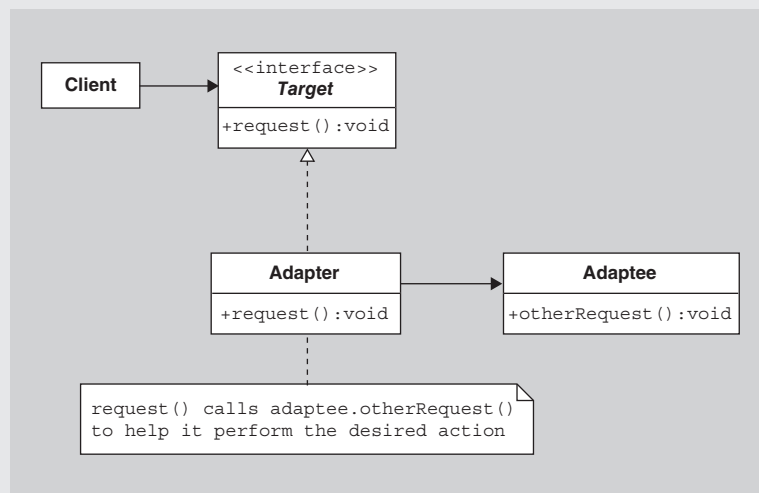 Client
<<interface>>
Target
+request():void
Adapter
+request():void
Adaptee
+otherRequest():void
request() calls adaptee.otherRequest()
to help it perform the desired action